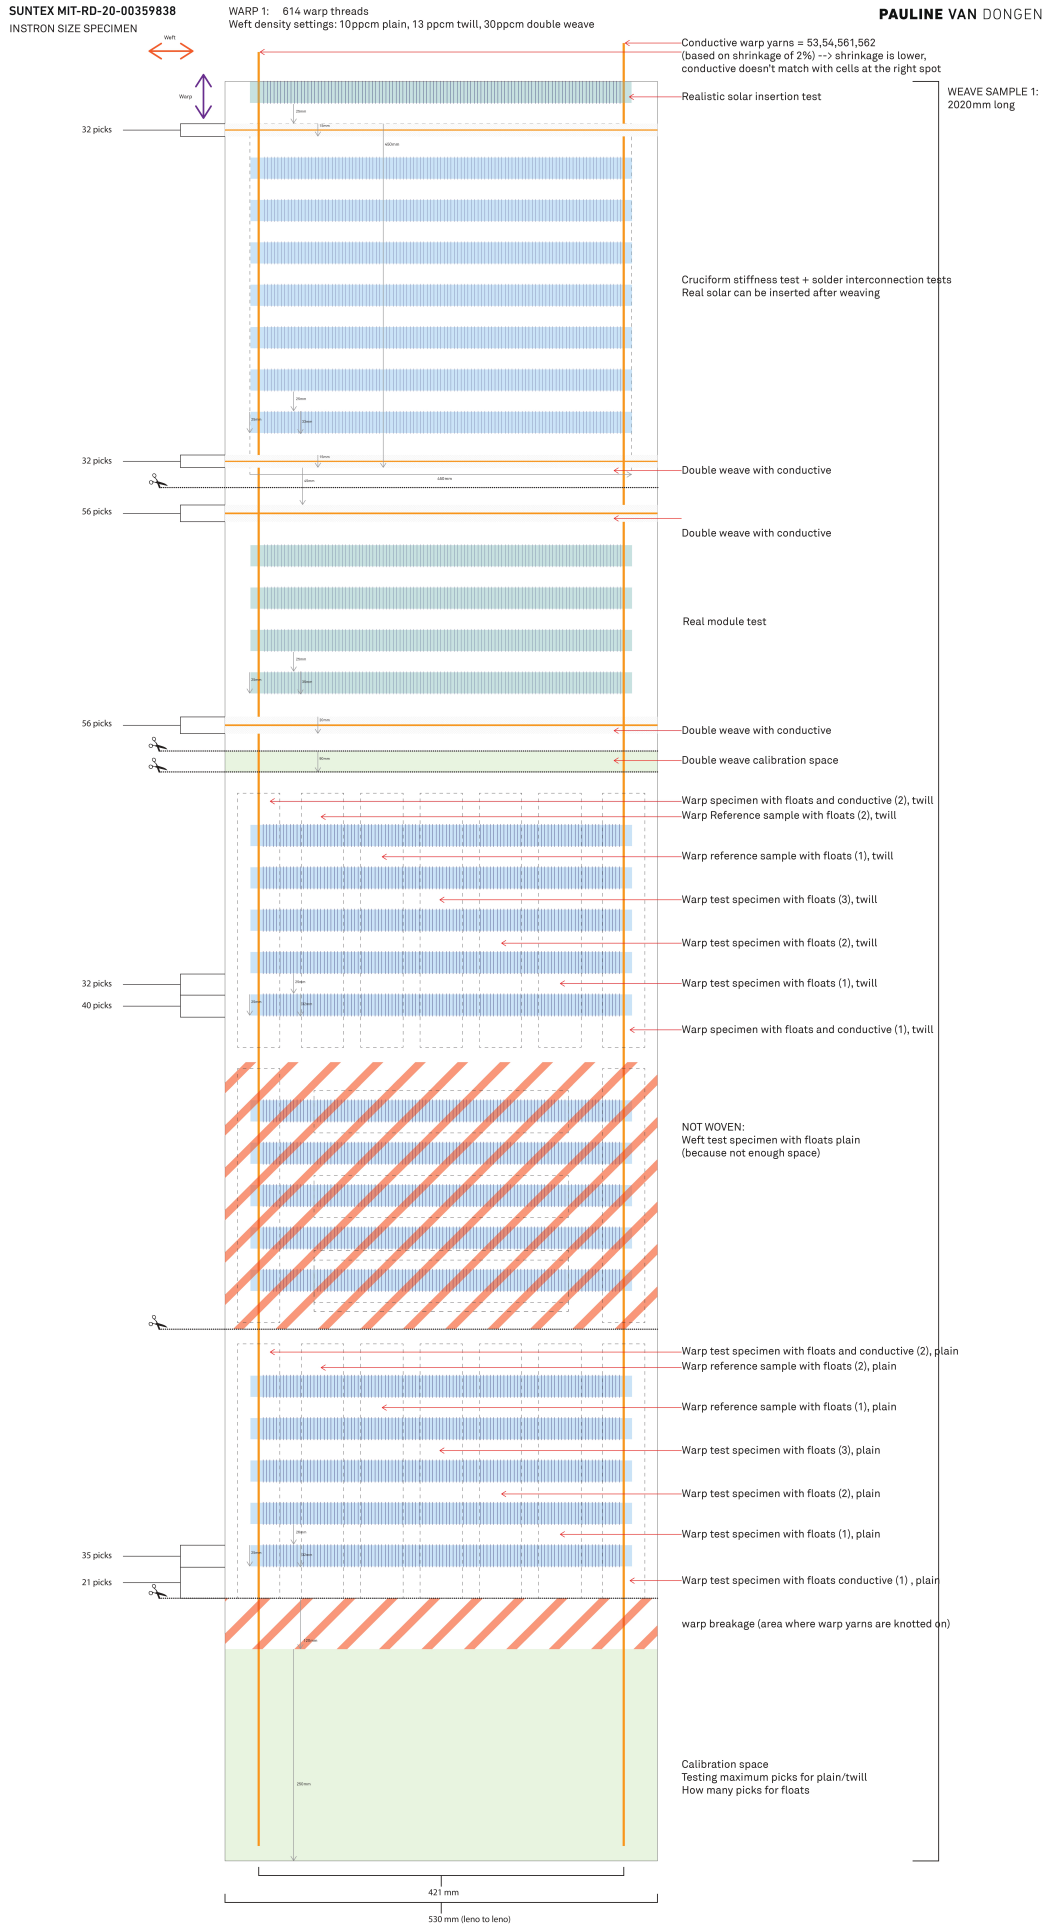 SUNTEX MIT-RD-20-00359838
INSTRON SIZE SPECIMEN
WARP 1: 614 warp threads
Weft density settings: 10ppcm plain, 13 ppcm twill, 30ppcm double weave
PAULINE VAN DONGEN
Weft
Warp
Conductive warp yarns = 53,54,561,562
(based on shrinkage of 2%) --> shrinkage is lower,
conductive doesn't match with cells at the right spot
Realistic solar insertion test
WEAVE SAMPLE 1:
2020mm long
32 picks
Cruciform stiffness test + solder interconnection tests
Real solar can be inserted after weaving
32 picks
Double weave with conductive
56 picks
Double weave with conductive
Real module test
56 picks
Double weave with conductive
Double weave calibration space
Warp specimen with floats and conductive (2), twill
Warp Reference sample with floats (2), twill
Warp reference sample with floats (1), twill
Warp test specimen with floats (3), twill
Warp test specimen with floats (2), twill
32 picks
Warp test specimen with floats (1), twill
40 picks
Warp specimen with floats and conductive (1), twill
NOT WOVEN:
Weft test specimen with floats plain
(because not enough space)
Warp test specimen with floats and conductive (2), plain
Warp reference sample with floats (2), plain
Warp reference sample with floats (1), plain
Warp test specimen with floats (3), plain
Warp test specimen with floats (2), plain
Warp test specimen with floats (1), plain
35 picks
21 picks
Warp test specimen with floats conductive (1) , plain
warp breakage (area where warp yarns are knotted on)
Calibration space
Testing maximum picks for plain/twill
How many picks for floats
421 mm
530 mm (leno to leno)